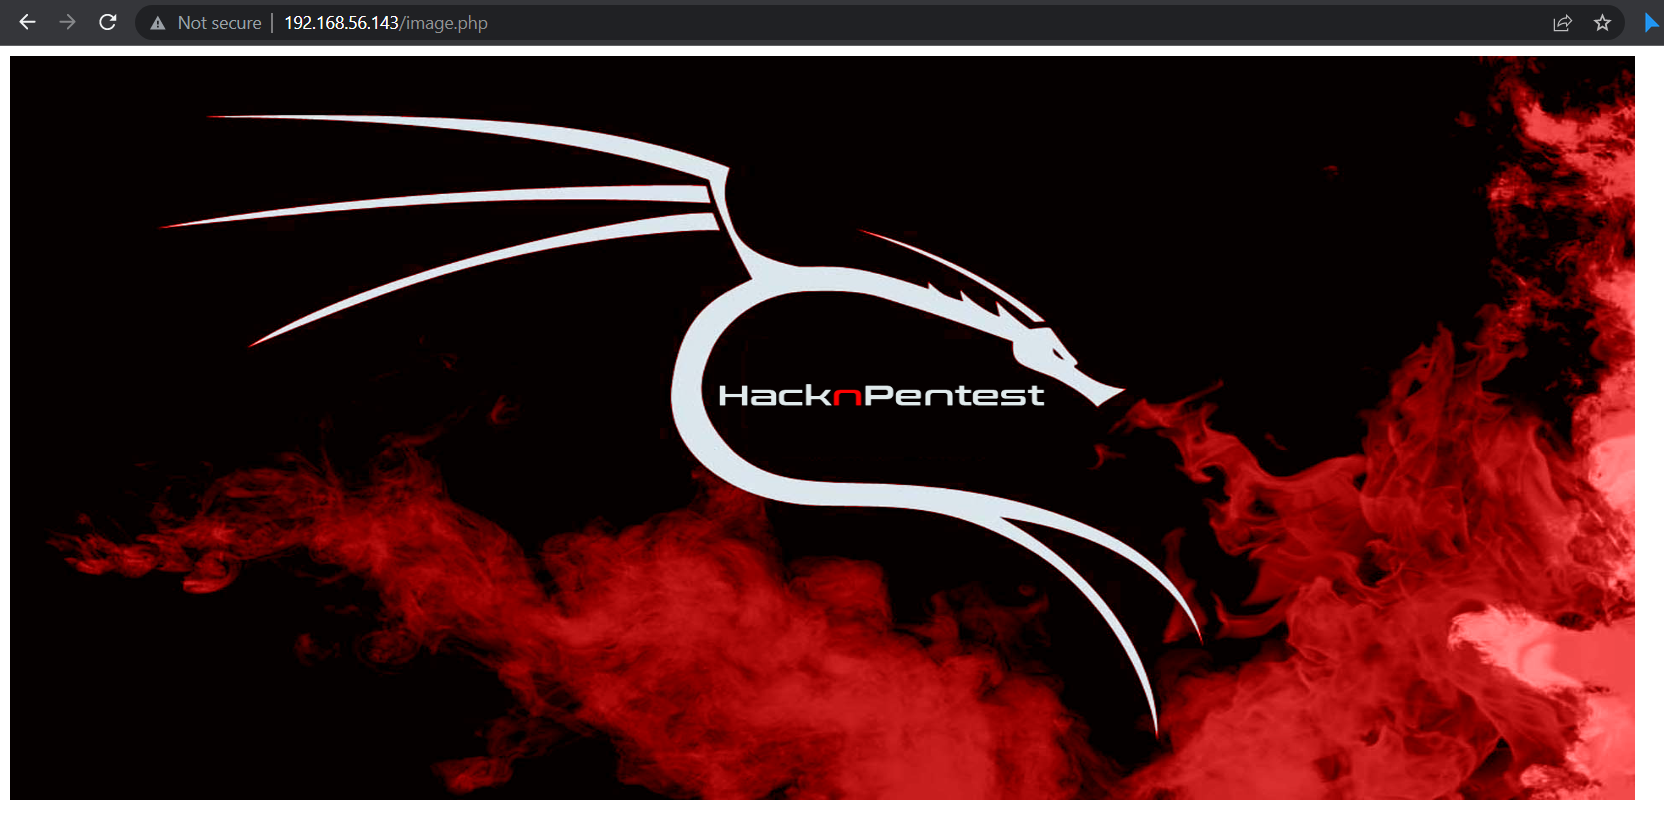 Not secure | 192.168.56.143/image.php
HacknPentest